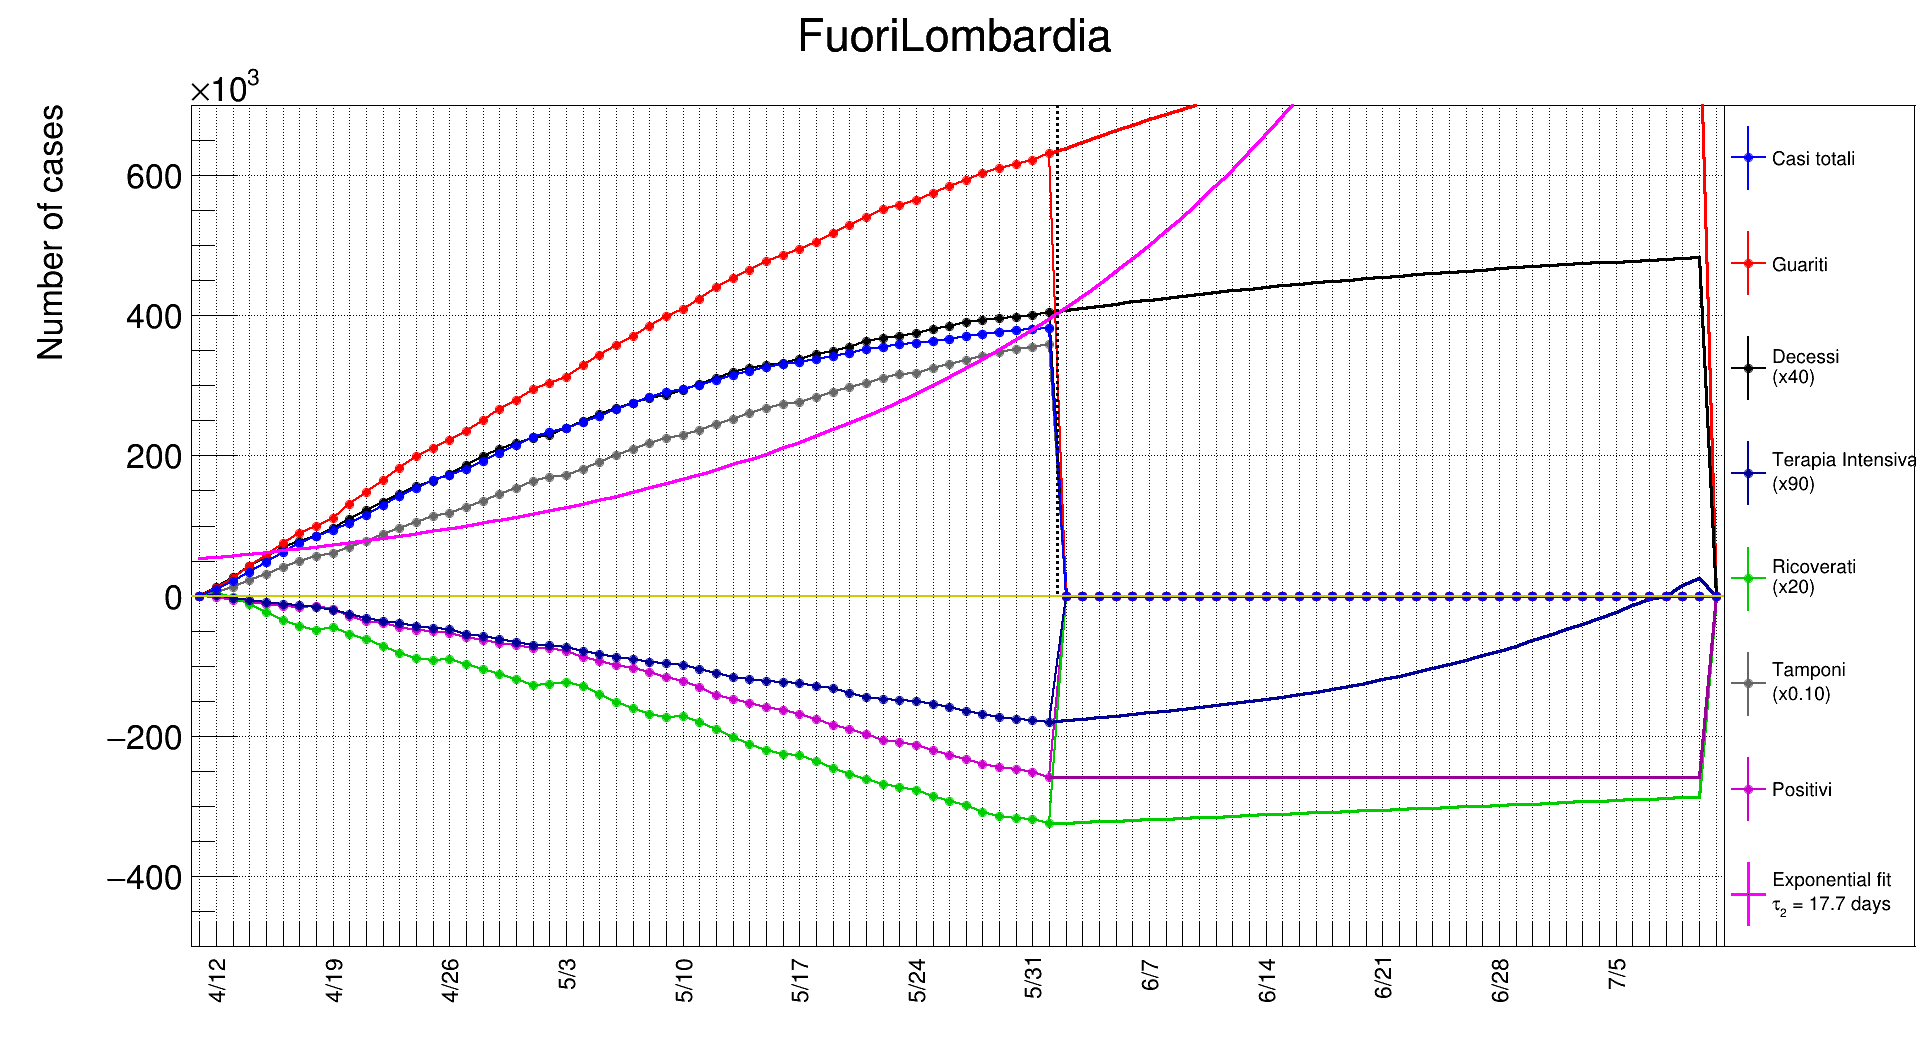 FuoriLombardia
×10³
Number of cases
600
400
200
0
−200
−400
4/12
4/19
4/26
5/3
5/10
5/17
5/24
5/31
6/7
6/14
6/21
6/28
7/5
Casi totali
Guariti
Decessi
(x40)
Terapia Intensiva
(x90)
Ricoverati
(x20)
Tamponi
(x0.10)
Positivi
Exponential fit
τ₂ = 17.7 days